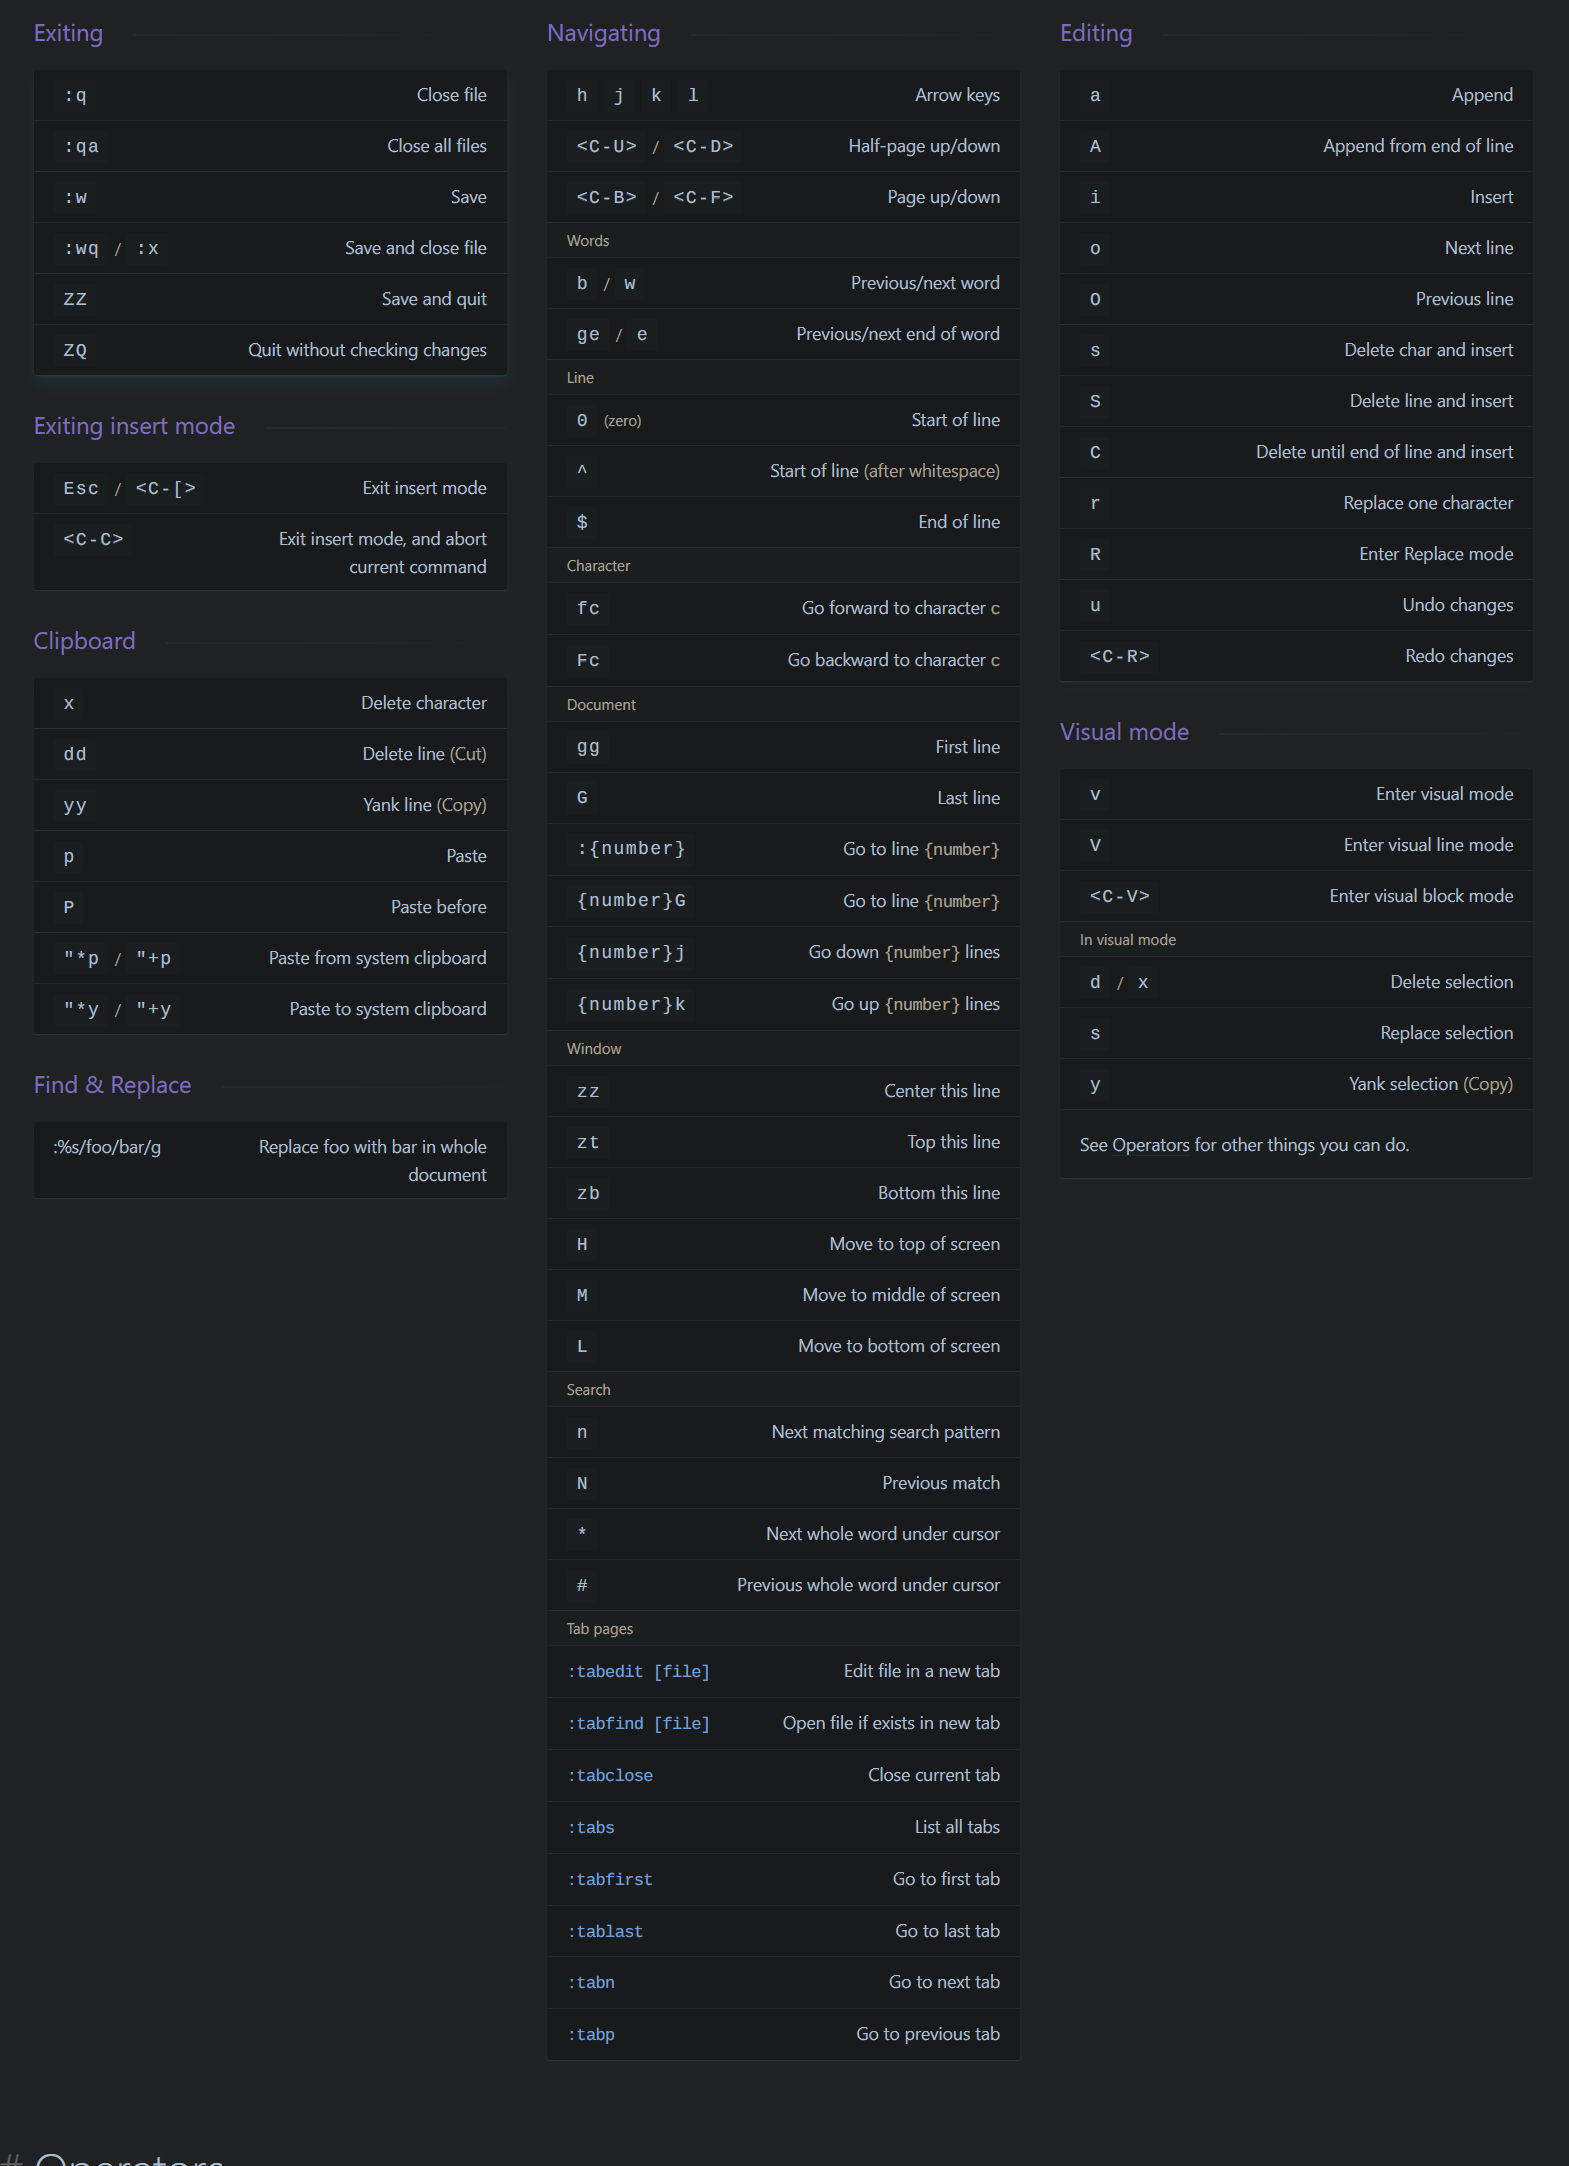 Exiting
:q Close file
:qa Close all files
:w Save
:wq / :x Save and close file
ZZ Save and quit
ZQ Quit without checking changes
Exiting insert mode
Esc / <C-[> Exit insert mode
<C-C> Exit insert mode, and abort
current command
Clipboard
x Delete character
dd Delete line (Cut)
yy Yank line (Copy)
p Paste
P Paste before
"*p / "+p Paste from system clipboard
"*y / "+y Paste to system clipboard
Find & Replace
:%s/foo/bar/g Replace foo with bar in whole
document
Navigating
h j k l Arrow keys
<C-U> / <C-D> Half-page up/down
<C-B> / <C-F> Page up/down
Words
b / w Previous/next word
ge / e Previous/next end of word
Line
0 (zero) Start of line
^ Start of line (after whitespace)
$ End of line
Character
fc Go forward to character c
Fc Go backward to character c
Document
gg First line
G Last line
:{number} Go to line {number}
{number}G Go to line {number}
{number}j Go down {number} lines
{number}k Go up {number} lines
Window
zz Center this line
zt Top this line
zb Bottom this line
H Move to top of screen
M Move to middle of screen
L Move to bottom of screen
Search
n Next matching search pattern
N Previous match
* Next whole word under cursor
# Previous whole word under cursor
Tab pages
:tabedit [file] Edit file in a new tab
:tabfind [file] Open file if exists in new tab
:tabclose Close current tab
:tabs List all tabs
:tabfirst Go to first tab
:tablast Go to last tab
:tabn Go to next tab
:tabp Go to previous tab
Editing
a Append
A Append from end of line
i Insert
o Next line
O Previous line
s Delete char and insert
S Delete line and insert
C Delete until end of line and insert
r Replace one character
R Enter Replace mode
u Undo changes
<C-R> Redo changes
Visual mode
v Enter visual mode
V Enter visual line mode
<C-V> Enter visual block mode
In visual mode
d / x Delete selection
s Replace selection
y Yank selection (Copy)
See Operators for other things you can do.
# Operators